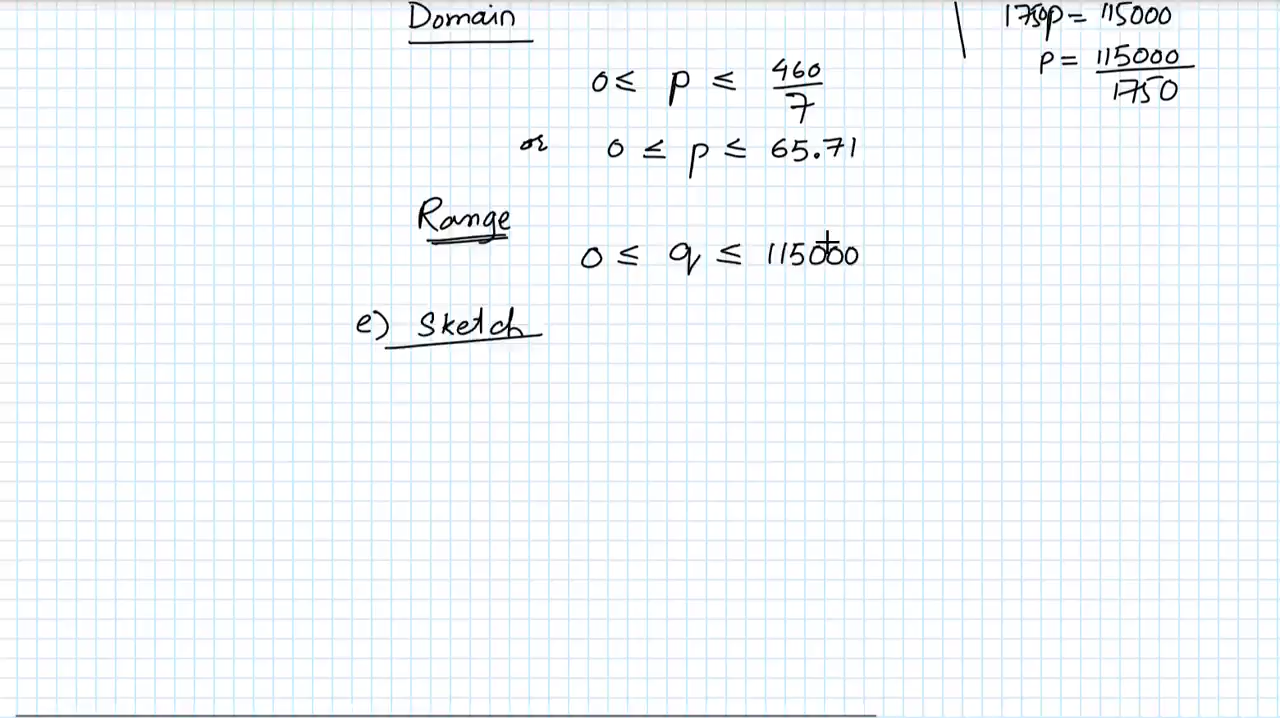 Domain
1750p = 115000
p = 115000/1750
0 ≤ p ≤ 460/7
or 0 ≤ p ≤ 65.71
Range
0 ≤ q ≤ 115000
e) Sketch